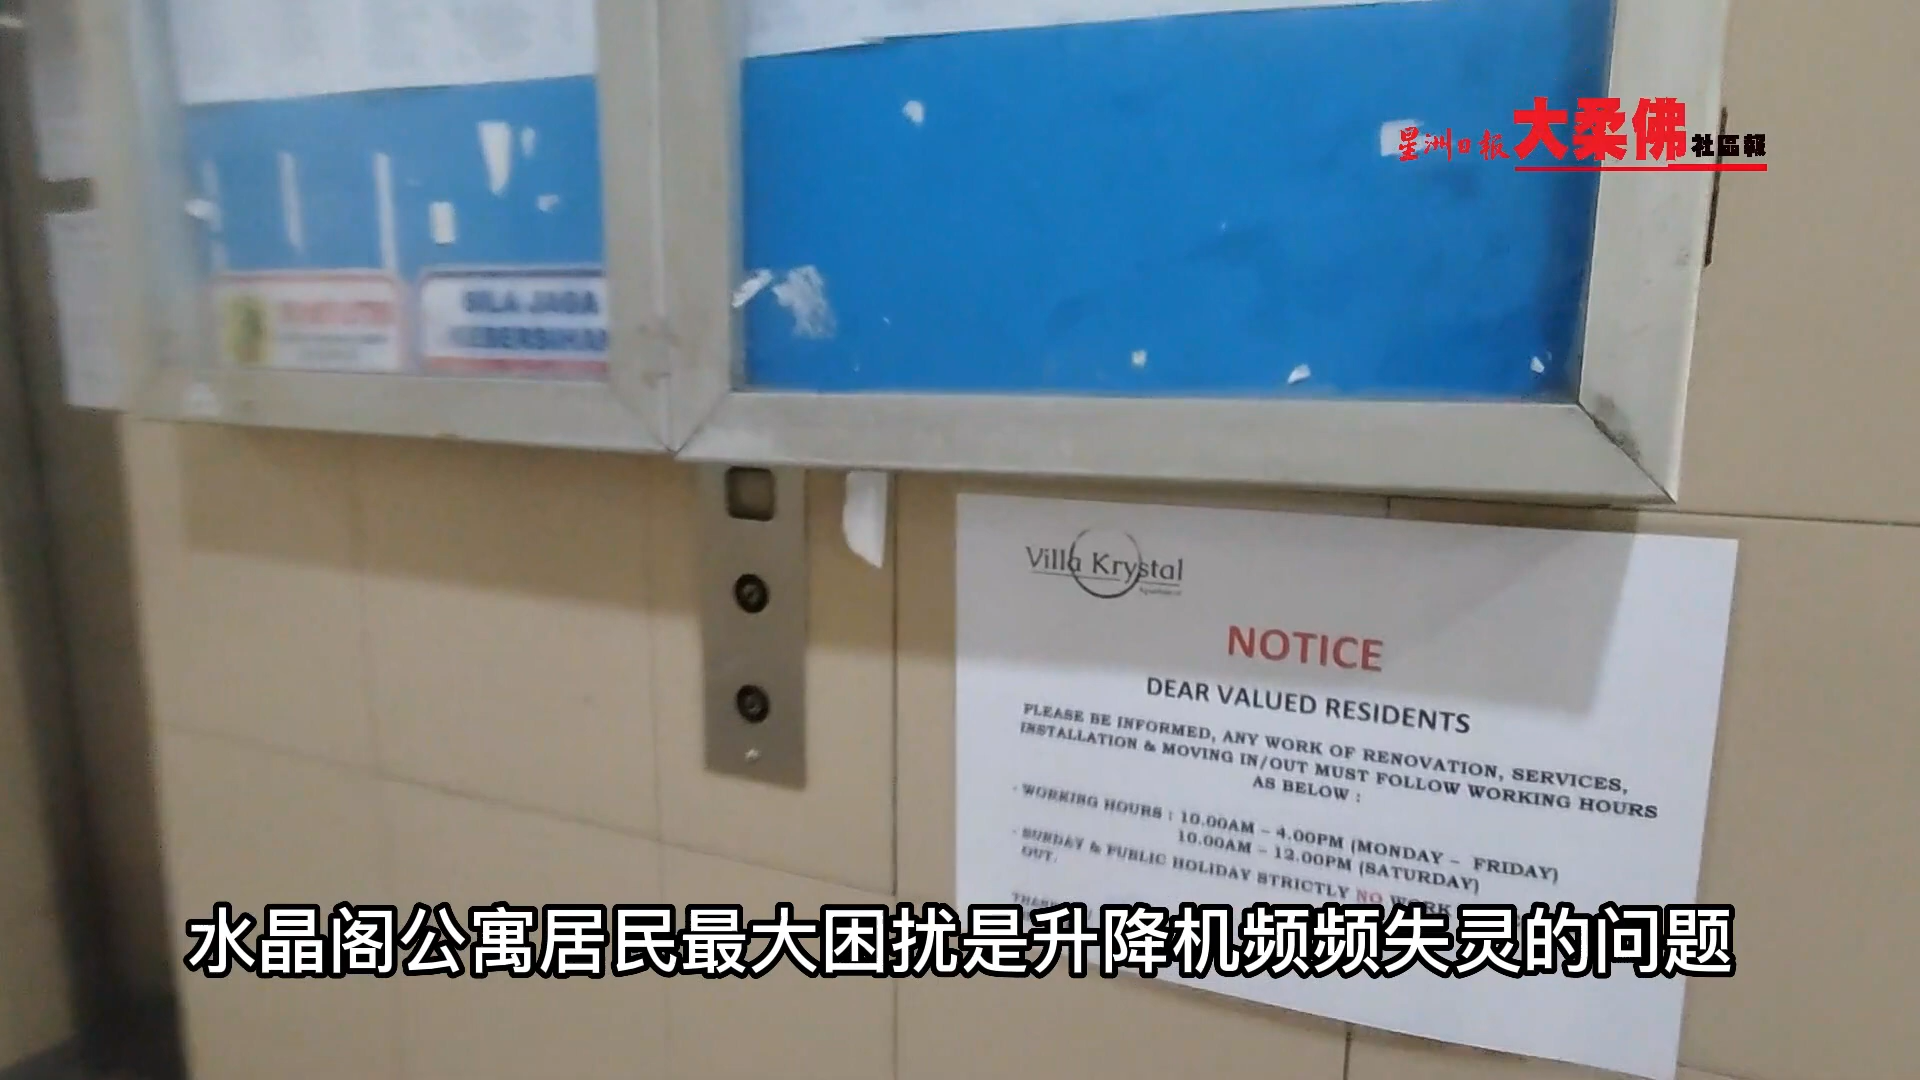 星洲日报 大柔佛 社區報
SILA JAGA
KEBERSIHAN
Villa Krystal
NOTICE
DEAR VALUED RESIDENTS
PLEASE BE INFORMED, ANY WORK OF RENOVATION, SERVICES,
INSTALLATION & MOVING IN/OUT MUST FOLLOW WORKING HOURS
AS BELOW :
- WORKING HOURS : 10.00AM – 4.00PM (MONDAY – FRIDAY)
10.00AM – 12.00PM (SATURDAY)
- SUNDAY & PUBLIC HOLIDAY STRICTLY NO WORK
OUT.
水晶阁公寓居民最大困扰是升降机频频失灵的问题